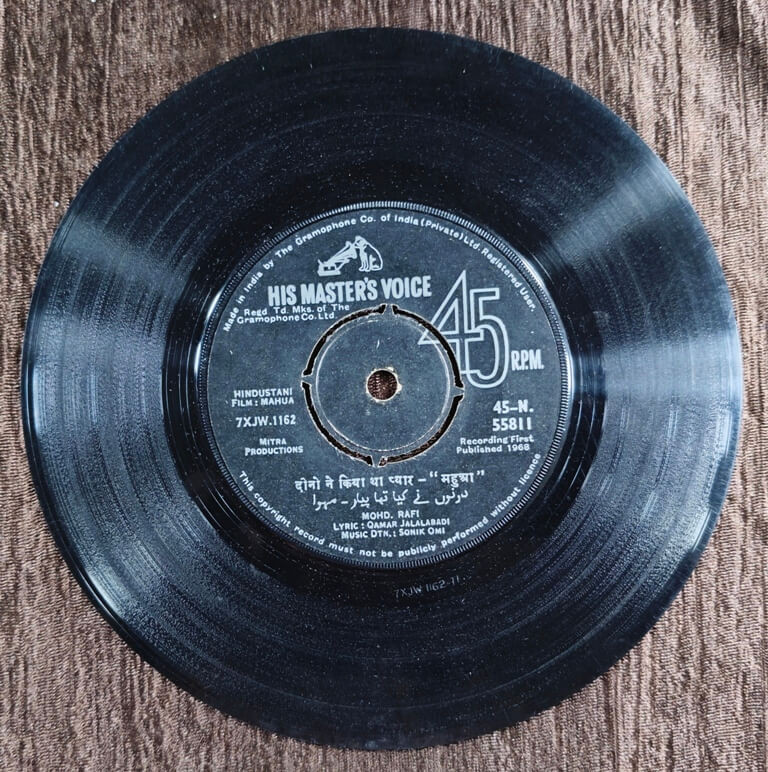 Made in India by The Gramophone Co. of India (Private) Ltd. Registered User.
HIS MASTER'S VOICE
Regd Td. Mks. of The
Gramophone Co. Ltd.
45
R.P.M.
HINDUSTANI
FILM : MAHUA
7XJW.1162
MITRA
PRODUCTIONS
45–N.
55811
Recording First
Published 1968
दोनो ने किया था प्यार – "महुआ"
دونوں نے کیا تھا پیار - مہوا
MOHD. RAFI
LYRIC : QAMAR JALALABADI
MUSIC DTN. : SONIK OMI
This copyright record must not be publicly performed without licence
7XJW 1162-1